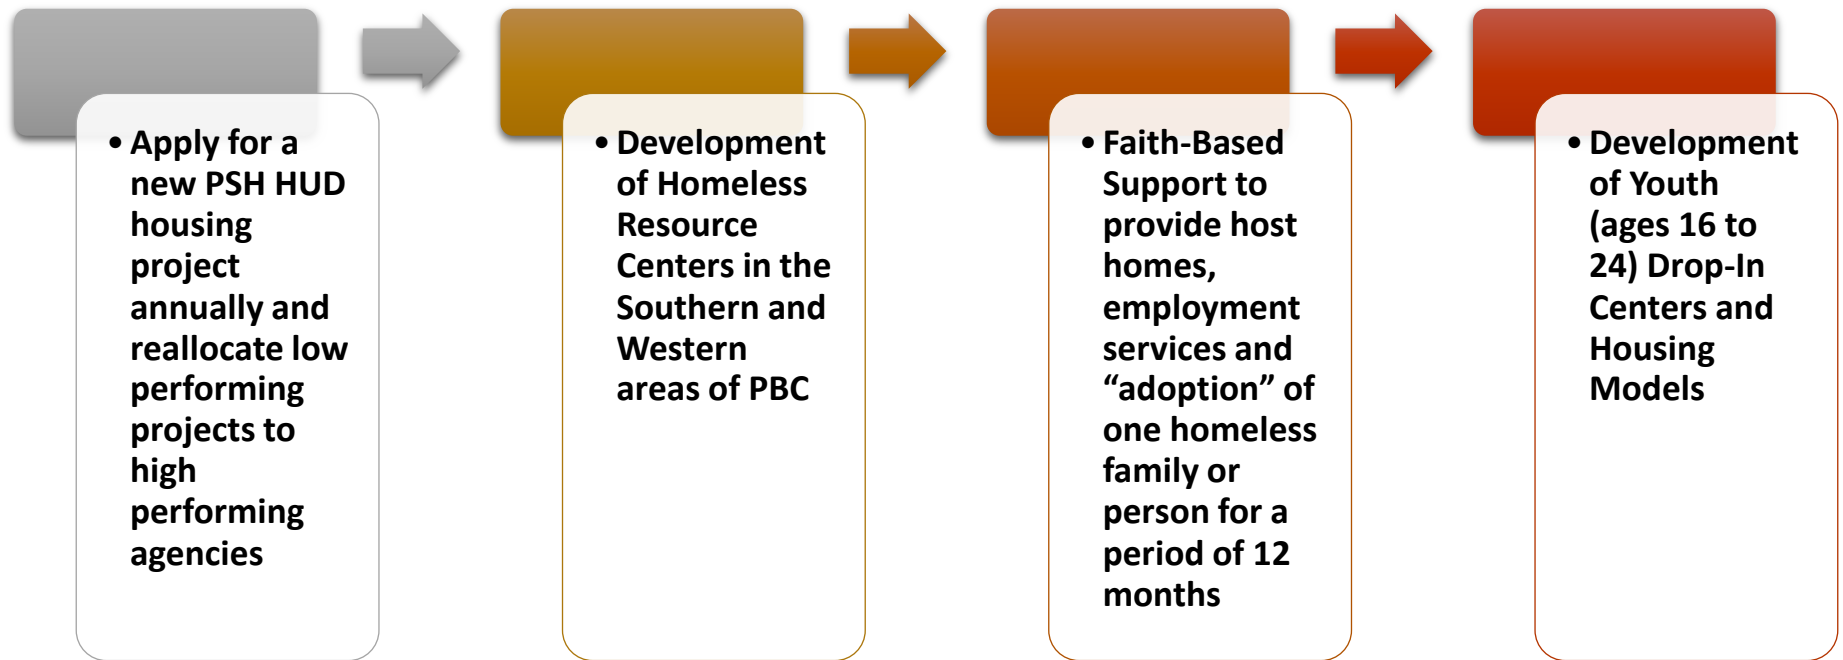 • Apply for a
new PSH HUD
housing
project
annually and
reallocate low
performing
projects to
high
performing
agencies
• Development
of Homeless
Resource
Centers in the
Southern and
Western
areas of PBC
• Faith-Based
Support to
provide host
homes,
employment
services and
“adoption” of
one homeless
family or
person for a
period of 12
months
• Development
of Youth
(ages 16 to
24) Drop-In
Centers and
Housing
Models